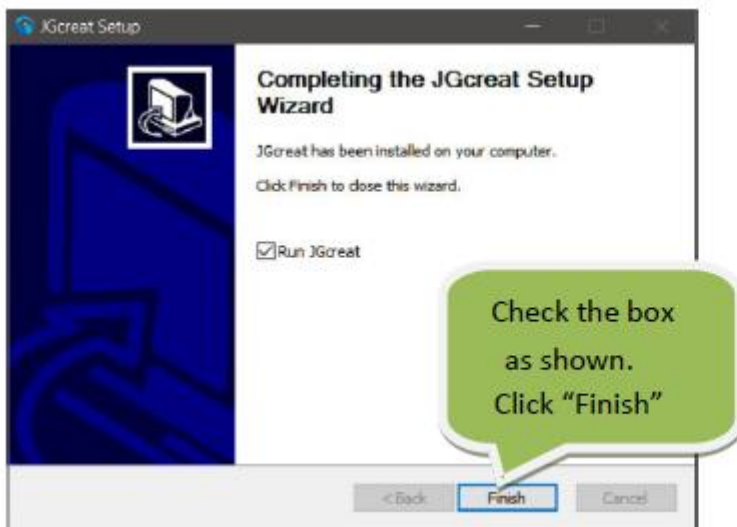 JGcreat Setup
Completing the JGcreat Setup
Wizard
JGcreat has been installed on your computer.
Click Finish to close this wizard.
Run JGcreat
Check the box
as shown.
Click “Finish”
< Back
Finish
Cancel